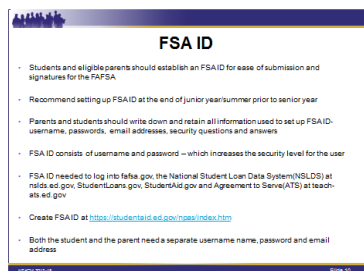 FSA ID
• Students and eligible parents should establish an FSA ID for ease of submission and
signatures for the FAFSA
• Recommend setting up FSA ID at the end of junior year/summer prior to senior year
• Parents and students should write down and retain all information used to set up FSA ID-
username, passwords, email addresses, security questions and answers
• FSA ID consists of username and password – which increases the security level for the user
• FSA ID needed to log into fafsa.gov, the National Student Loan Data System(NSLDS) at
nslds.ed.gov, StudentLoans.gov, StudentAid.gov and Agreement to Serve(ATS) at teach-
ats.ed.gov
• Create FSA ID at https://studentaid.ed.gov/npas/index.htm
• Both the student and the parent need a separate username name, password and email
address
Slide 10